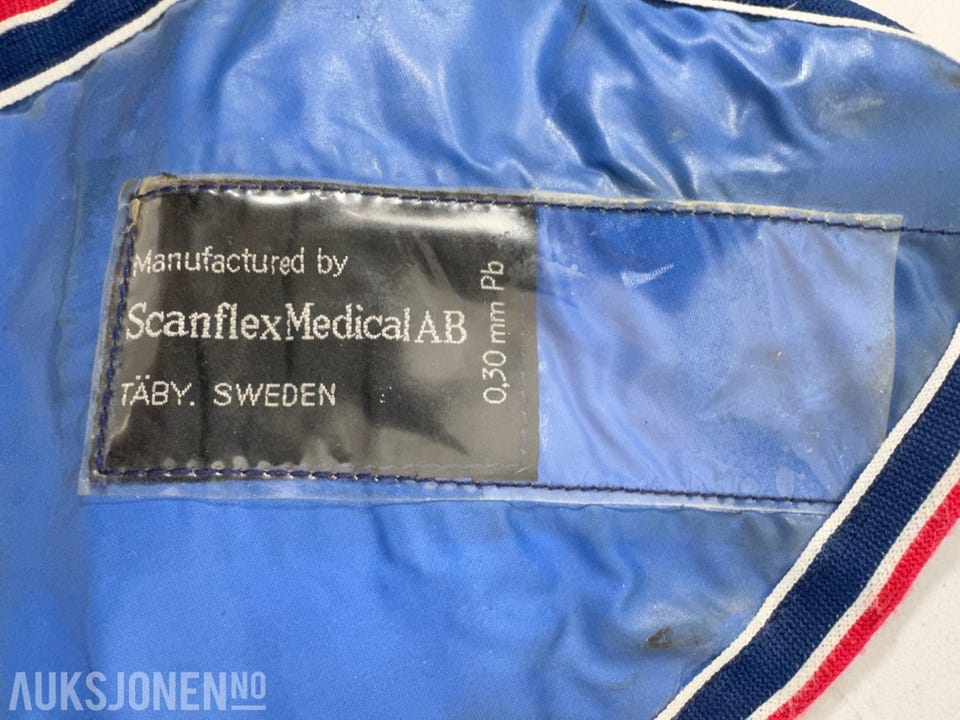 Manufactured by
ScanflexMedicalAB
TÄBY. SWEDEN
0,30 mm Pb
AUKSJONEN NO